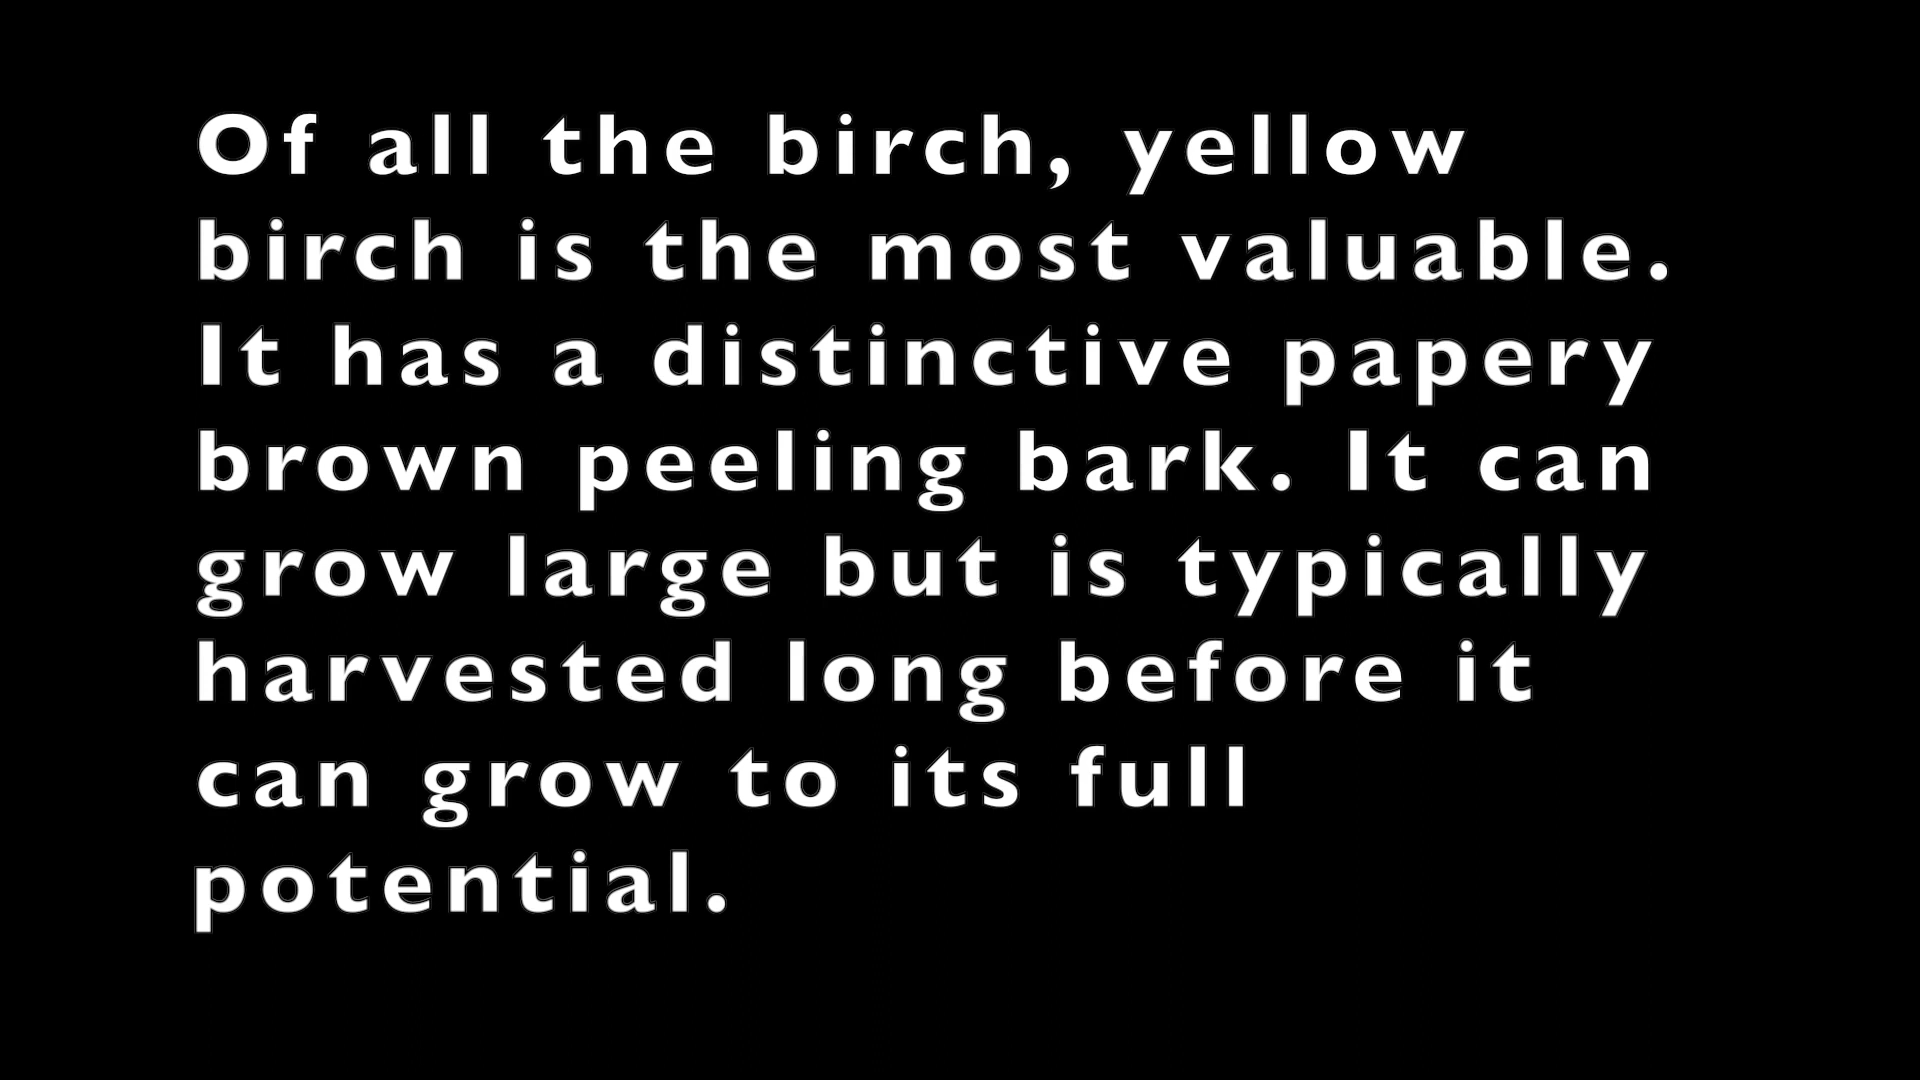 Of all the birch, yellow
birch is the most valuable.
It has a distinctive papery
brown peeling bark. It can
grow large but is typically
harvested long before it
can grow to its full
potential.